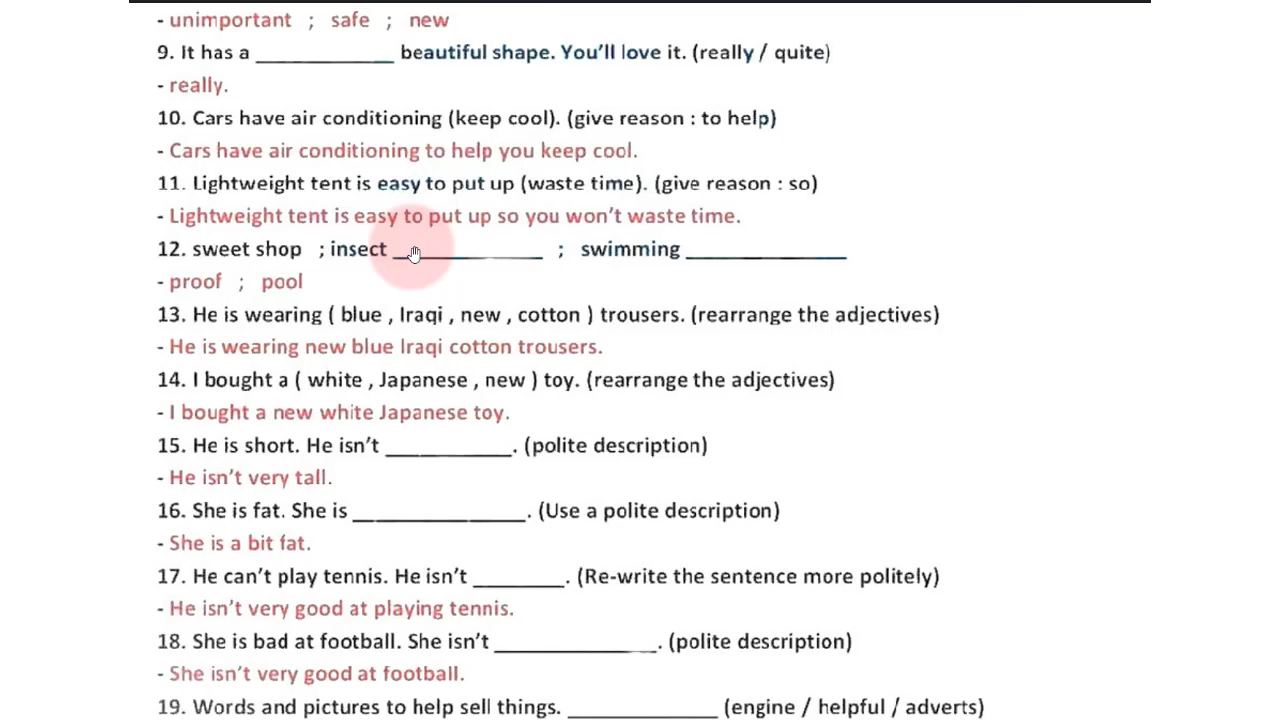 - unimportant ; safe ; new
9. It has a ____________ beautiful shape. You'll love it. (really / quite)
- really.
10. Cars have air conditioning (keep cool). (give reason : to help)
- Cars have air conditioning to help you keep cool.
11. Lightweight tent is easy to put up (waste time). (give reason : so)
- Lightweight tent is easy to put up so you won't waste time.
12. sweet shop ; insect _____________ ; swimming ______________
- proof ; pool
13. He is wearing ( blue , Iraqi , new , cotton ) trousers. (rearrange the adjectives)
- He is wearing new blue Iraqi cotton trousers.
14. I bought a ( white , Japanese , new ) toy. (rearrange the adjectives)
- I bought a new white Japanese toy.
15. He is short. He isn't ___________. (polite description)
- He isn't very tall.
16. She is fat. She is _______________. (Use a polite description)
- She is a bit fat.
17. He can't play tennis. He isn't ________. (Re-write the sentence more politely)
- He isn't very good at playing tennis.
18. She is bad at football. She isn't ______________. (polite description)
- She isn't very good at football.
19. Words and pictures to help sell things. _____________ (engine / helpful / adverts)